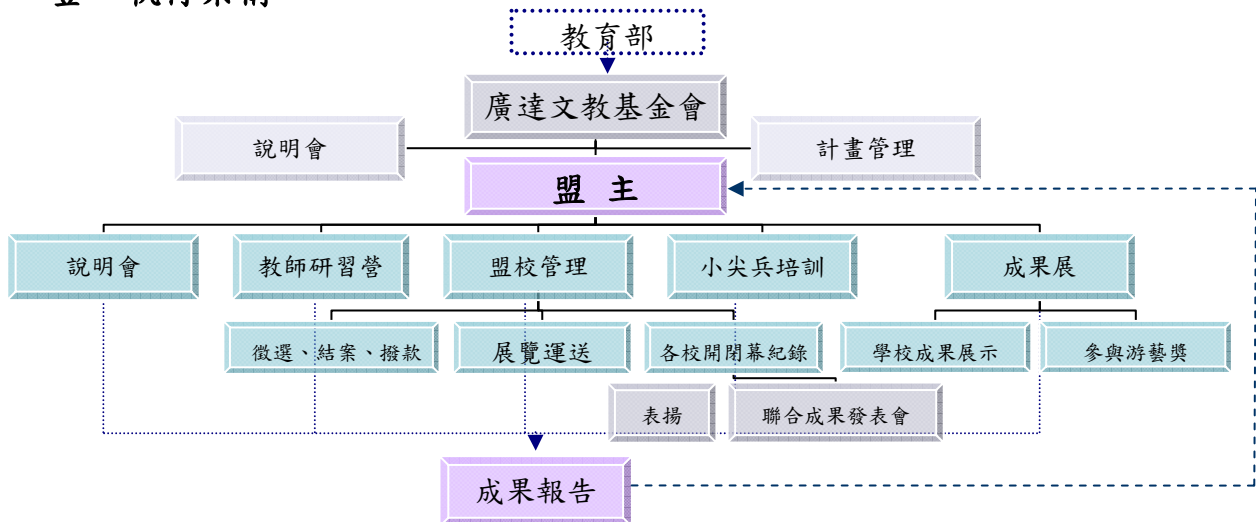 教育部
廣達文教基金會
說明會
計畫管理
盟 主
說明會
教師研習營
盟校管理
小尖兵培訓
成果展
徵選、結案、撥款
展覽運送
各校開閉幕紀錄
學校成果展示
參與游藝獎
表揚
聯合成果發表會
成果報告